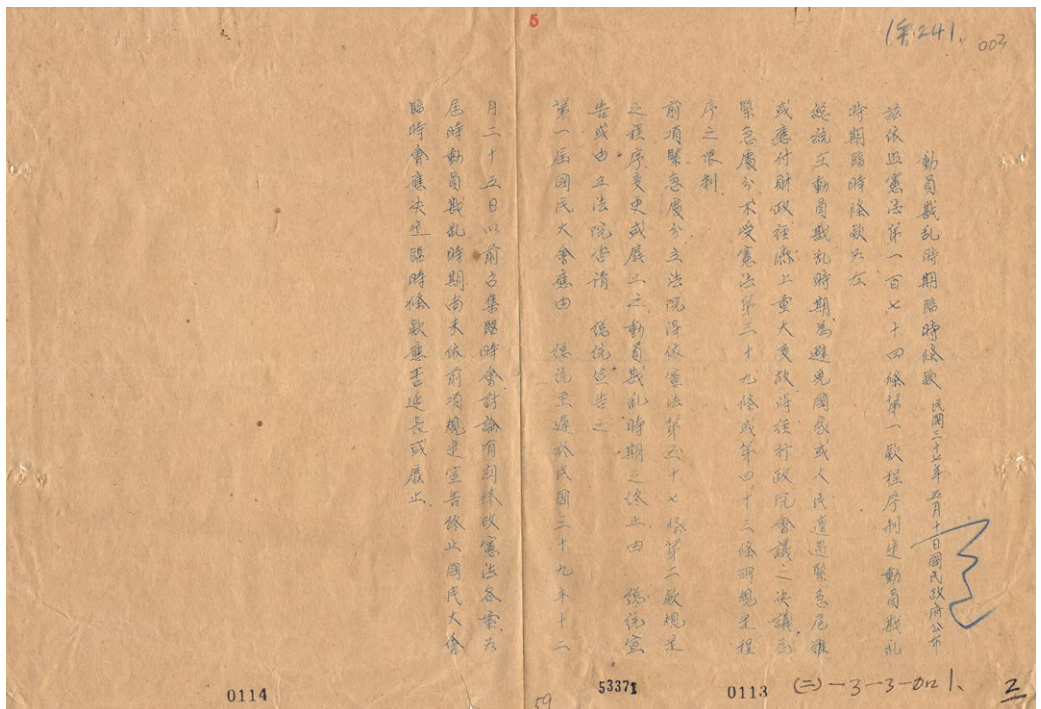 5
003
動員戡乱時期臨時條款 民國三十七年五月十日國民政府公布
茲依照憲法第一百七十四條第一款程序制定動員戡乱
時期臨時條款如左
總統在動員戡乱時期為避免國家或人民遭遇緊急危難
或應付財政經濟上重大變故得經行政院會議之決議為
緊急處分不受憲法第三十九條或第四十三條所規定程
序之限制
前項緊急處分立法院得依憲法第五十七條第二款規定
之程序變更或廢止之動員戡乱時期之終止由 總統宣
告或由立法院咨請 總統宣告之
第一屆國民大會應由 總統至遲於民國三十九年十二
月二十五日以前召集臨時會討論有關修改憲法各案如
屆時動員戡乱時期尚未依前項規定宣告終止國民大會
臨時會應決定臨時條款應否延長或廢止
0114
59
53371
0113
2